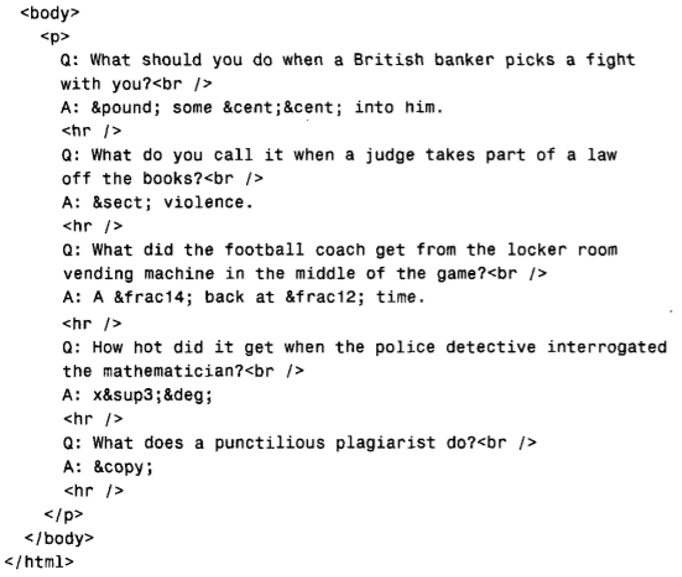 <body>
<p>
Q: What should you do when a British banker picks a fight
with you?<br />
A: &pound; some &cent;&cent; into him.
<hr />
Q: What do you call it when a judge takes part of a law
off the books?<br />
A: &sect; violence.
<hr />
Q: What did the football coach get from the locker room
vending machine in the middle of the game?<br />
A: A &frac14; back at &frac12; time.
<hr />
Q: How hot did it get when the police detective interrogated
the mathematician?<br />
A: x&sup3;&deg;
<hr />
Q: What does a punctilious plagiarist do?<br />
A: &copy;
<hr />
</p>
</body>
</html>